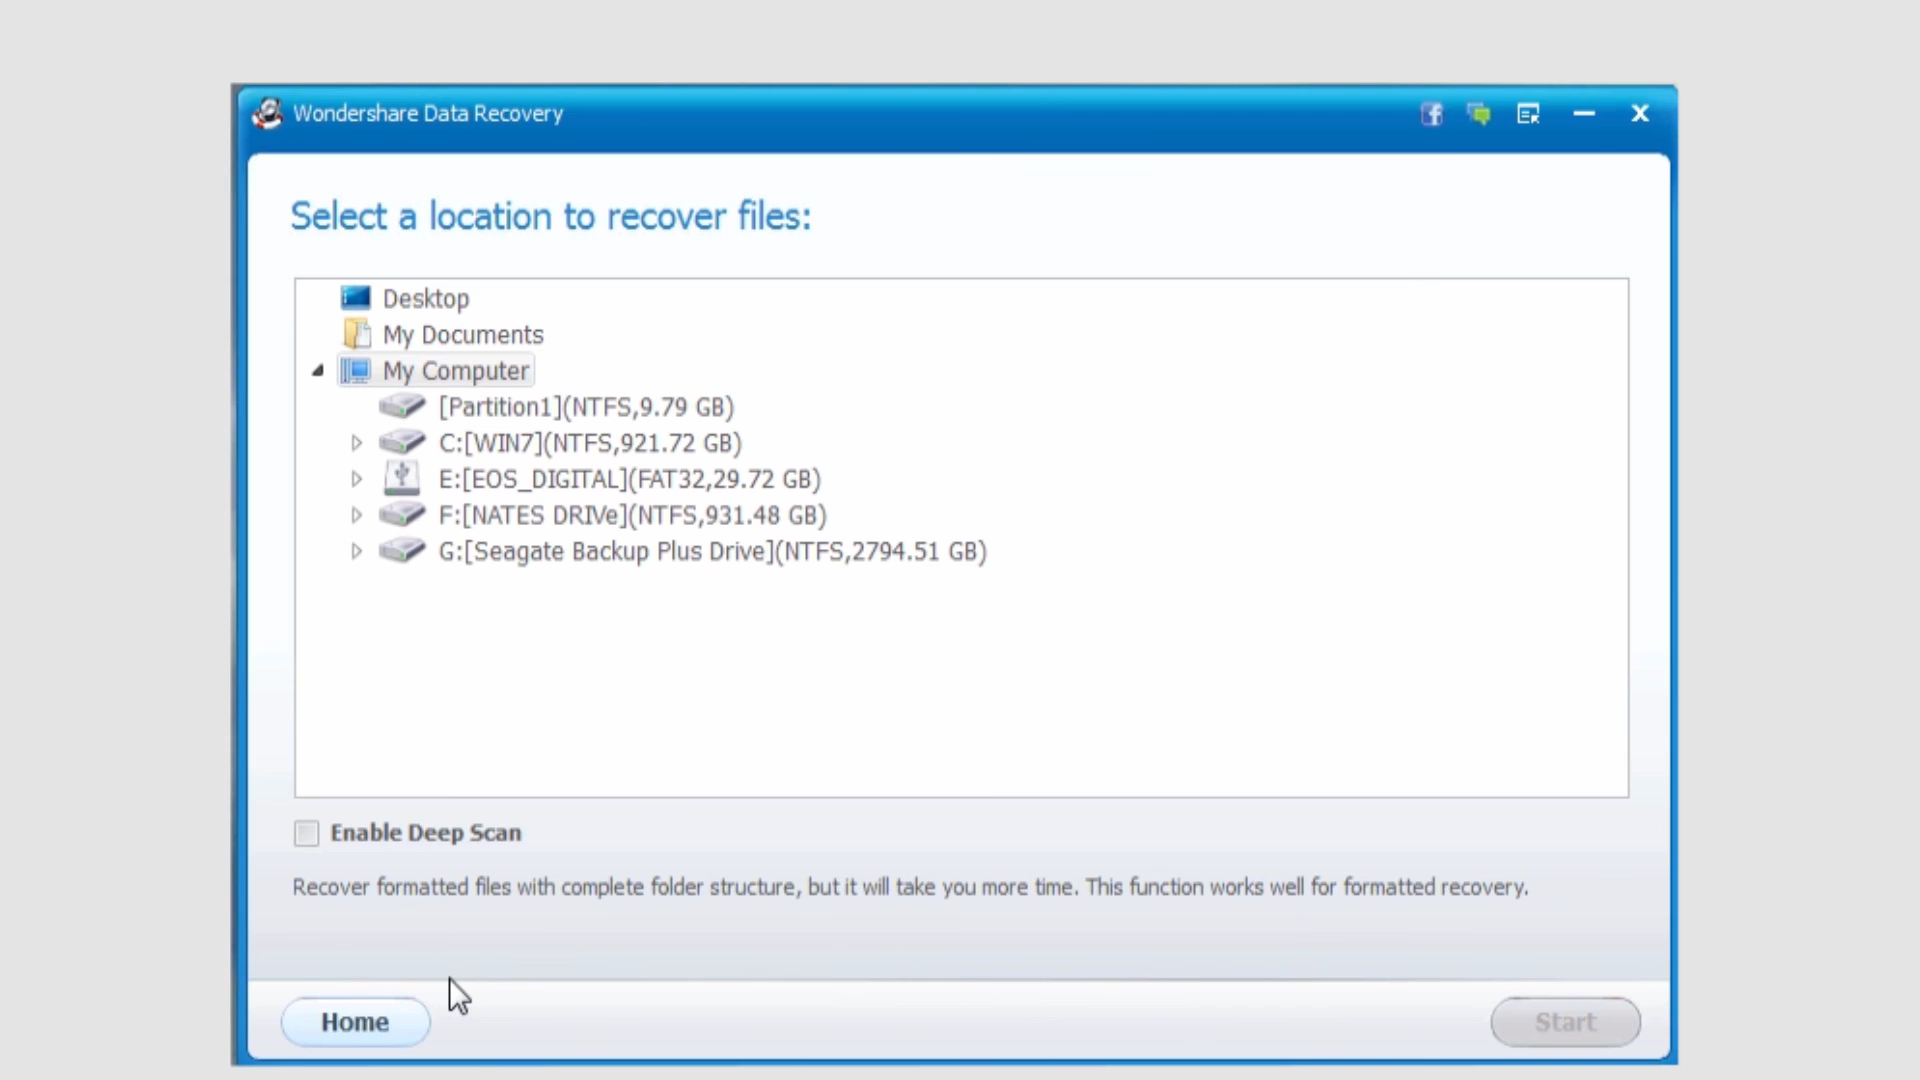 Wondershare Data Recovery
Select a location to recover files:
Desktop
My Documents
My Computer
[Partition1](NTFS,9.79 GB)
C:[WIN7](NTFS,921.72 GB)
E:[EOS_DIGITAL](FAT32,29.72 GB)
F:[NATES DRIVe](NTFS,931.48 GB)
G:[Seagate Backup Plus Drive](NTFS,2794.51 GB)
Enable Deep Scan
Recover formatted files with complete folder structure, but it will take you more time. This function works well for formatted recovery.
Home
Start